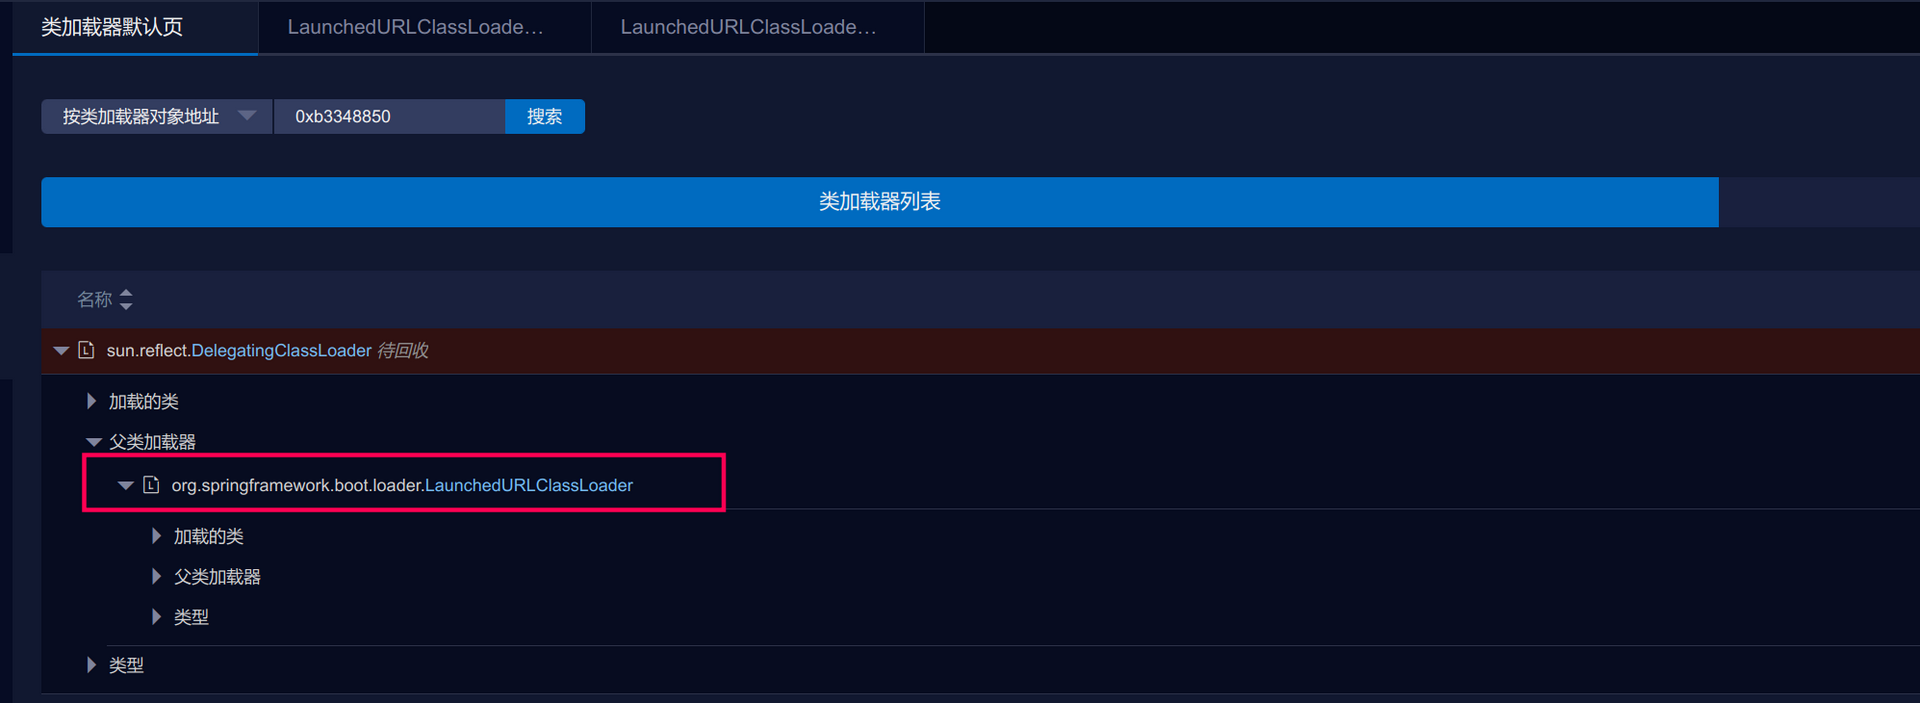 类加载器默认页 LaunchedURLClassLoade… LaunchedURLClassLoade…
按类加载器对象地址 0xb3348850 搜索
类加载器列表
名称
sun.reflect.DelegatingClassLoader 待回收
加载的类
父类加载器
org.springframework.boot.loader.LaunchedURLClassLoader
加载的类
父类加载器
类型
类型